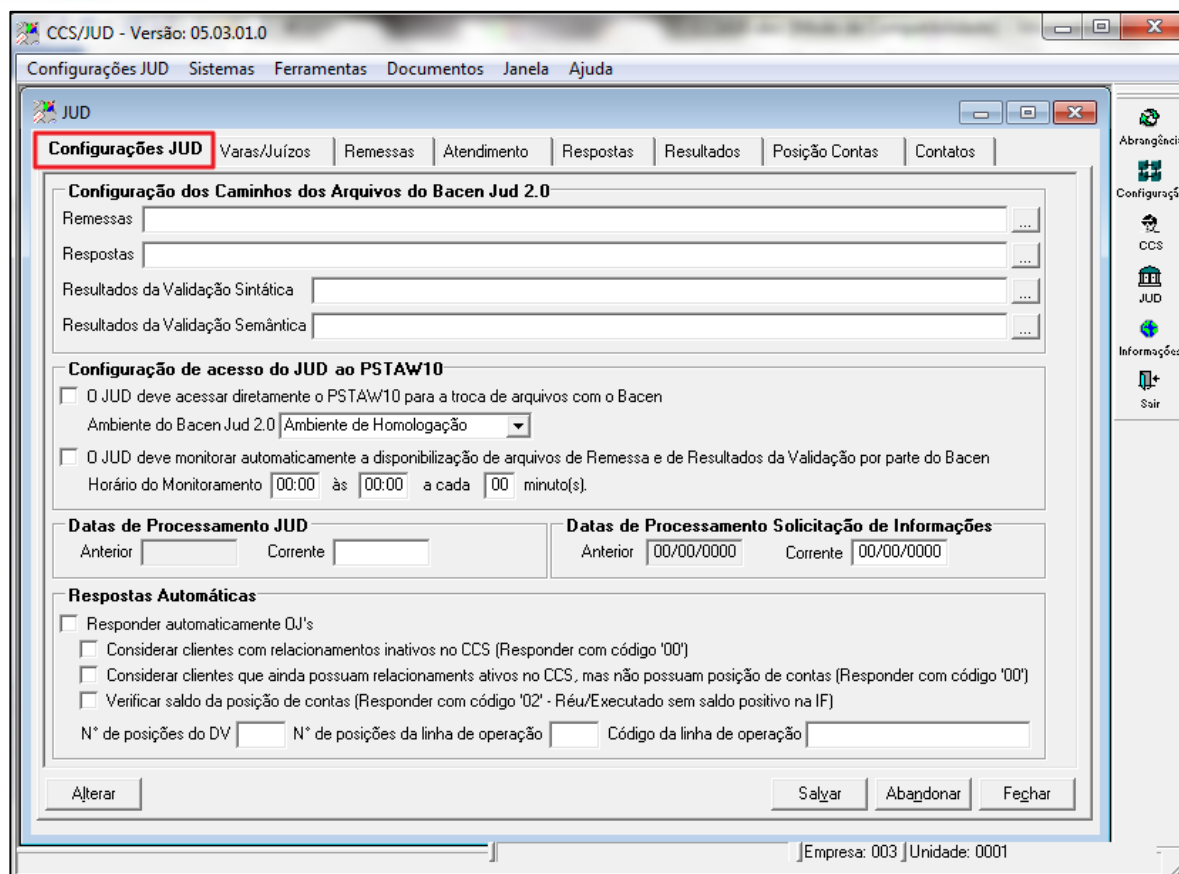 CCS/JUD - Versão: 05.03.01.0
Configurações JUD Sistemas Ferramentas Documentos Janela Ajuda
JUD
Configurações JUD Varas/Juízos Remessas Atendimento Respostas Resultados Posição Contas Contatos
Configuração dos Caminhos dos Arquivos do Bacen Jud 2.0
Remessas ...
Respostas ...
Resultados da Validação Sintática ...
Resultados da Validação Semântica ...
Configuração de acesso do JUD ao PSTAW10
O JUD deve acessar diretamente o PSTAW10 para a troca de arquivos com o Bacen
Ambiente do Bacen Jud 2.0 Ambiente de Homologação
O JUD deve monitorar automaticamente a disponibilização de arquivos de Remessa e de Resultados da Validação por parte do Bacen
Horário do Monitoramento 00:00 às 00:00 a cada 00 minuto(s).
Datas de Processamento JUD
Anterior Corrente
Datas de Processamento Solicitação de Informações
Anterior 00/00/0000 Corrente 00/00/0000
Respostas Automáticas
Responder automaticamente OJ's
Considerar clientes com relacionamentos inativos no CCS (Responder com código '00')
Considerar clientes que ainda possuam relacionaments ativos no CCS, mas não possuam posição de contas (Responder com código '00')
Verificar saldo da posição de contas (Responder com código '02' - Réu/Executado sem saldo positivo na IF)
N° de posições do DV N° de posições da linha de operação Código da linha de operação
Alterar Salvar Abandonar Fechar
Empresa: 003 Unidade: 0001
Abrangênci
Configuraçã
CCS
JUD
Informações
Sair